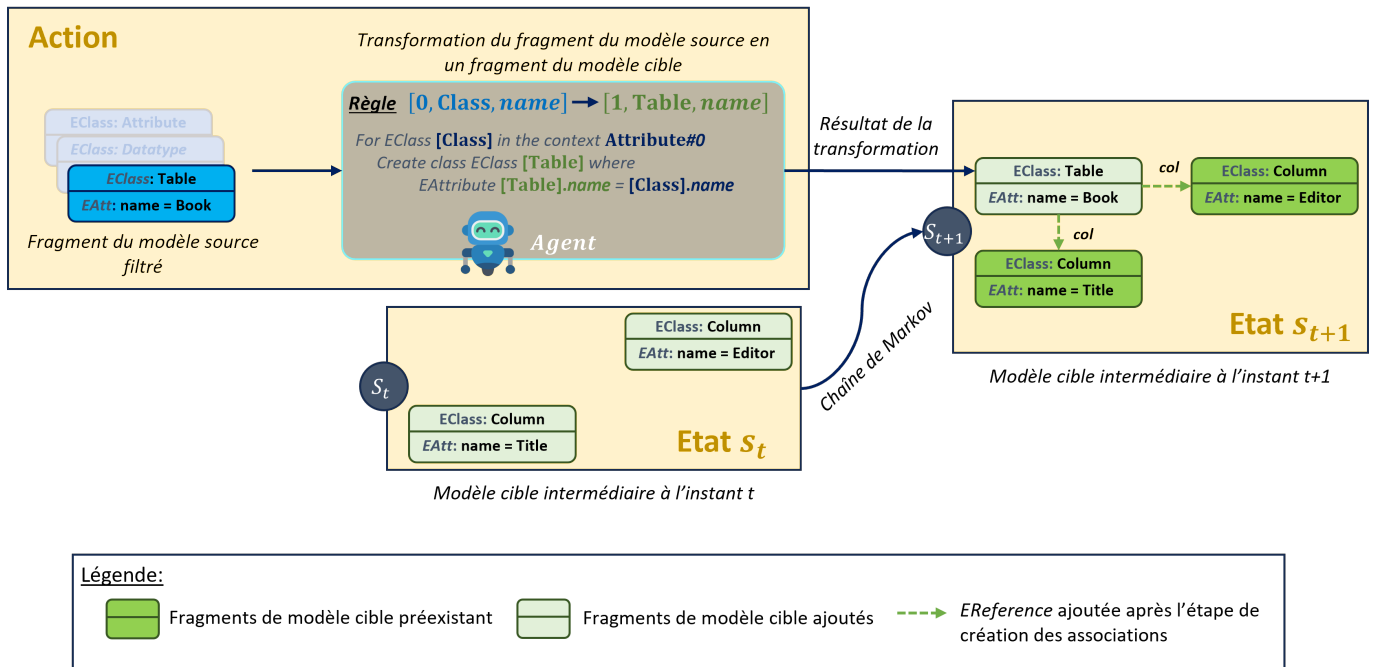 Action
Transformation du fragment du modèle source en
un fragment du modèle cible
EClass: Attribute
EClass: Datatype
EClass: Table
EAtt: name = Book
Fragment du modèle source
filtré
Règle [0, Class, name] → [1, Table, name]
For EClass [Class] in the context Attribute#0
Create class EClass [Table] where
EAttribute [Table].name = [Class].name
Agent
Résultat de la
transformation
EClass: Table
EAtt: name = Book
col
EClass: Column
EAtt: name = Editor
col
EClass: Column
EAtt: name = Title
S_{t+1}
Etat s_{t+1}
Modèle cible intermédiaire à l’instant t+1
Chaîne de Markov
EClass: Column
EAtt: name = Editor
S_t
EClass: Column
EAtt: name = Title
Etat s_t
Modèle cible intermédiaire à l’instant t
Légende:
Fragments de modèle cible préexistant
Fragments de modèle cible ajoutés
EReference ajoutée après l’étape de
création des associations